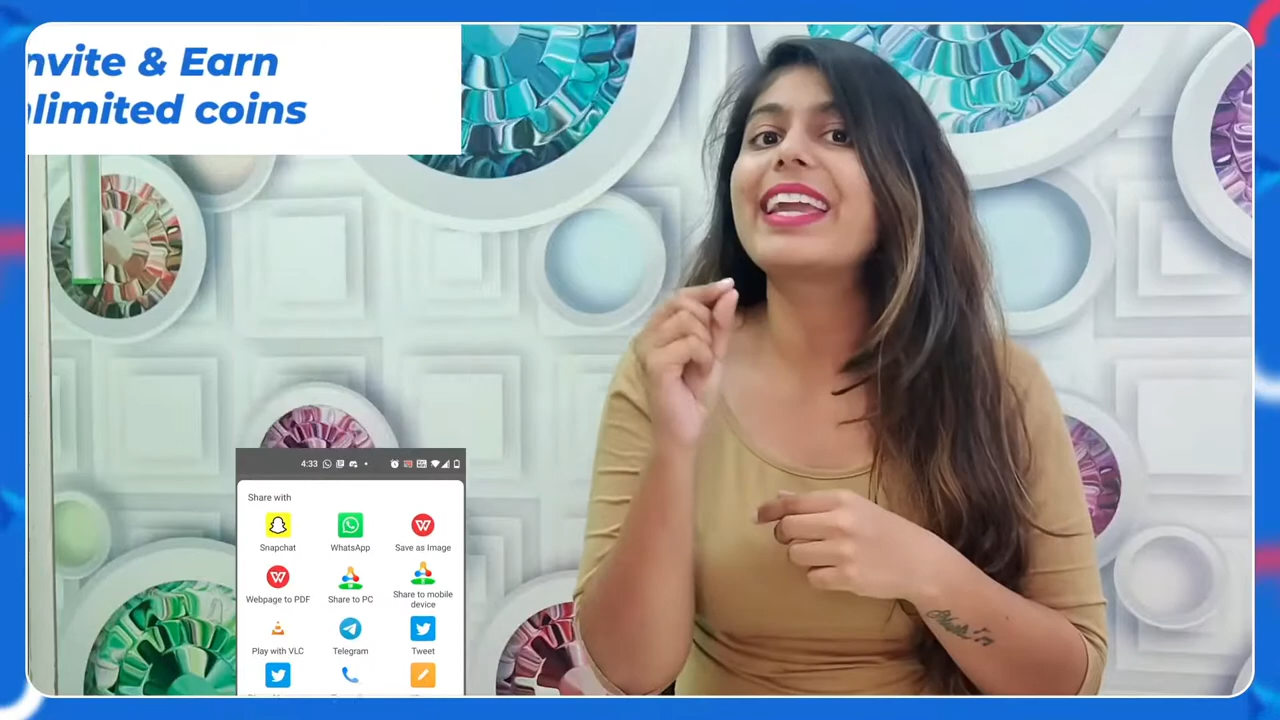 nvite & Earn
nlimited coins
4:33
Share with
Snapchat
WhatsApp
Save as Image
Webpage to PDF
Share to PC
Share to mobile
device
Play with VLC
Telegram
Tweet